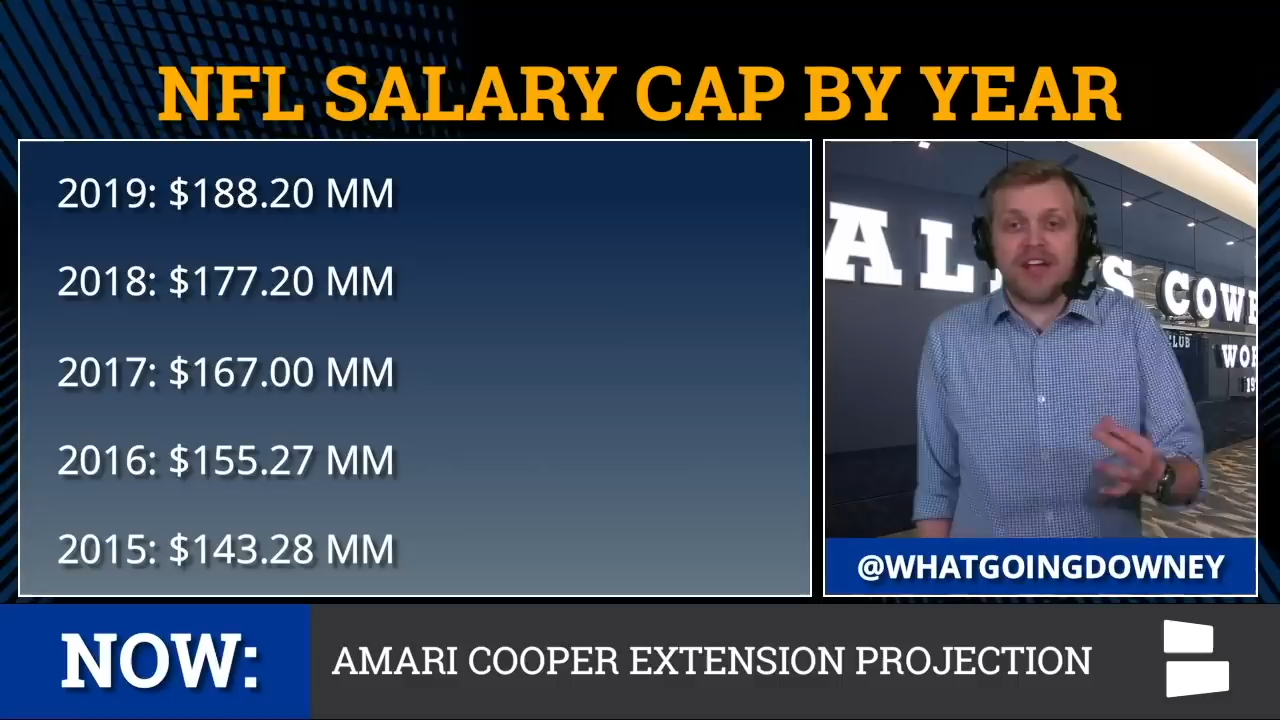 NFL SALARY CAP BY YEAR
2019: $188.20 MM
2018: $177.20 MM
2017: $167.00 MM
2016: $155.27 MM
2015: $143.28 MM
CLUB
@WHATGOINGDOWNEY
NOW:
AMARI COOPER EXTENSION PROJECTION